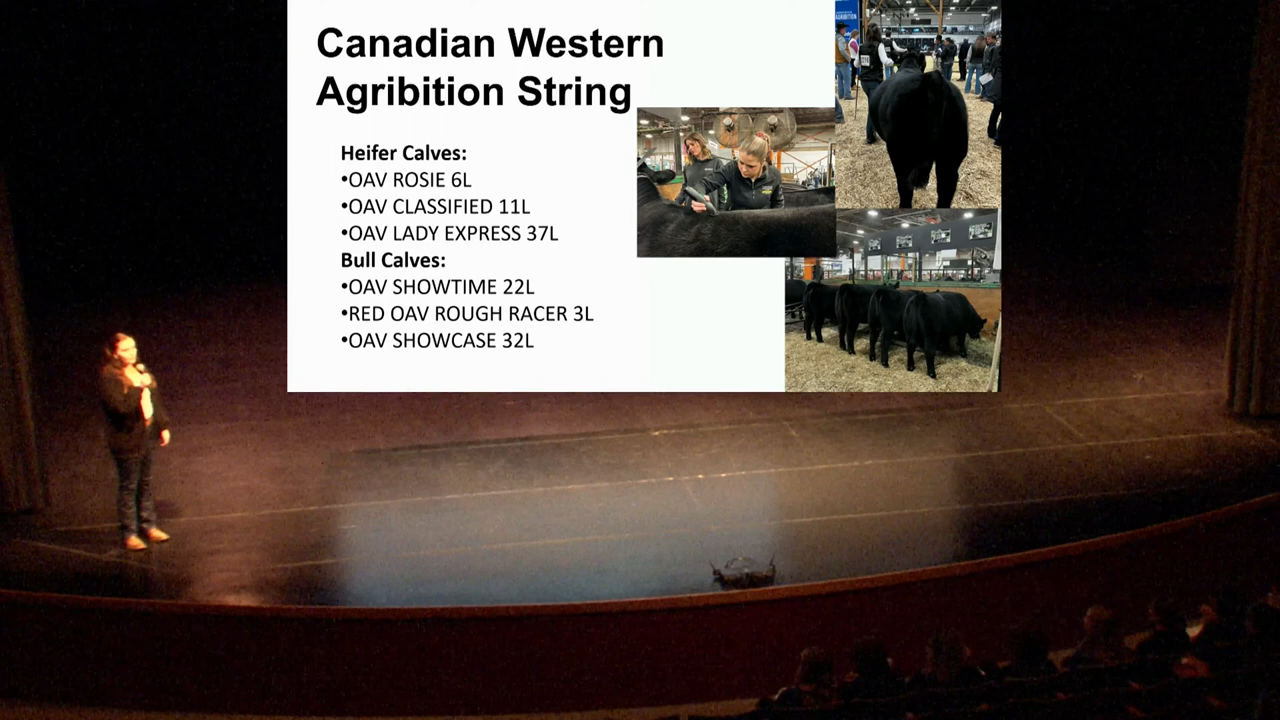 Canadian Western
Agribition String
Heifer Calves:
•OAV ROSIE 6L
•OAV CLASSIFIED 11L
•OAV LADY EXPRESS 37L
Bull Calves:
•OAV SHOWTIME 22L
•RED OAV ROUGH RACER 3L
•OAV SHOWCASE 32L
AGRIBITION